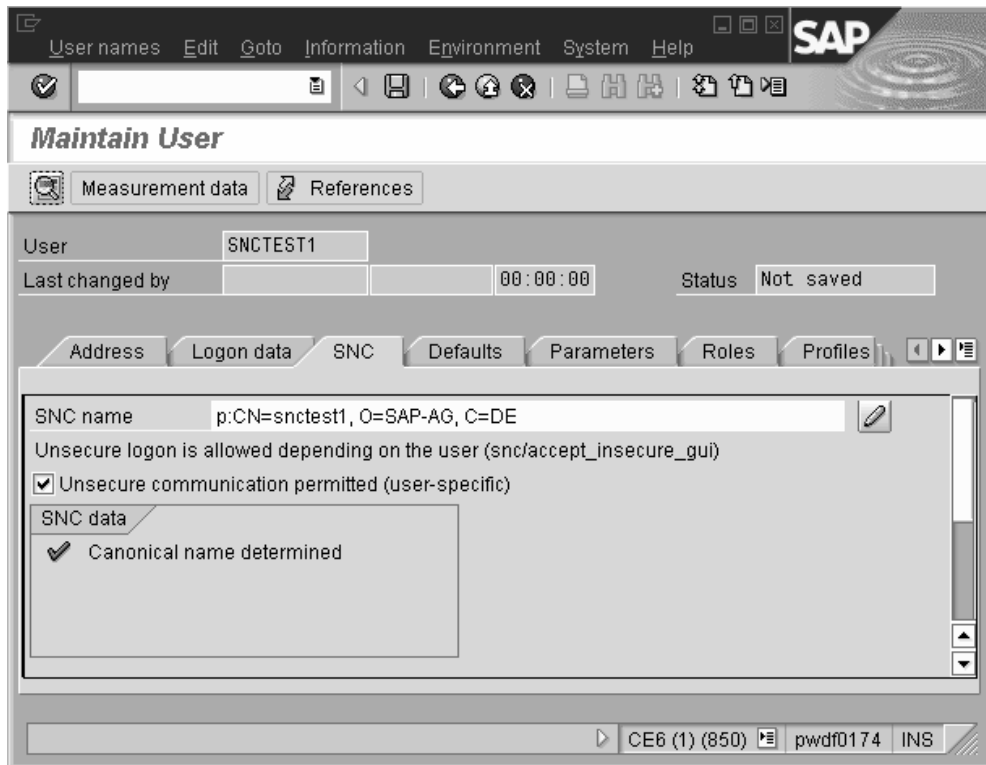 User names Edit Goto Information Environment System Help
SAP
Maintain User
Measurement data References
User SNCTEST1
Last changed by 00:00:00 Status Not saved
Address Logon data SNC Defaults Parameters Roles Profiles
SNC name p:CN=snctest1, O=SAP-AG, C=DE
Unsecure logon is allowed depending on the user (snc/accept_insecure_gui)
Unsecure communication permitted (user-specific)
SNC data
Canonical name determined
CE6 (1) (850) pwdf0174 INS